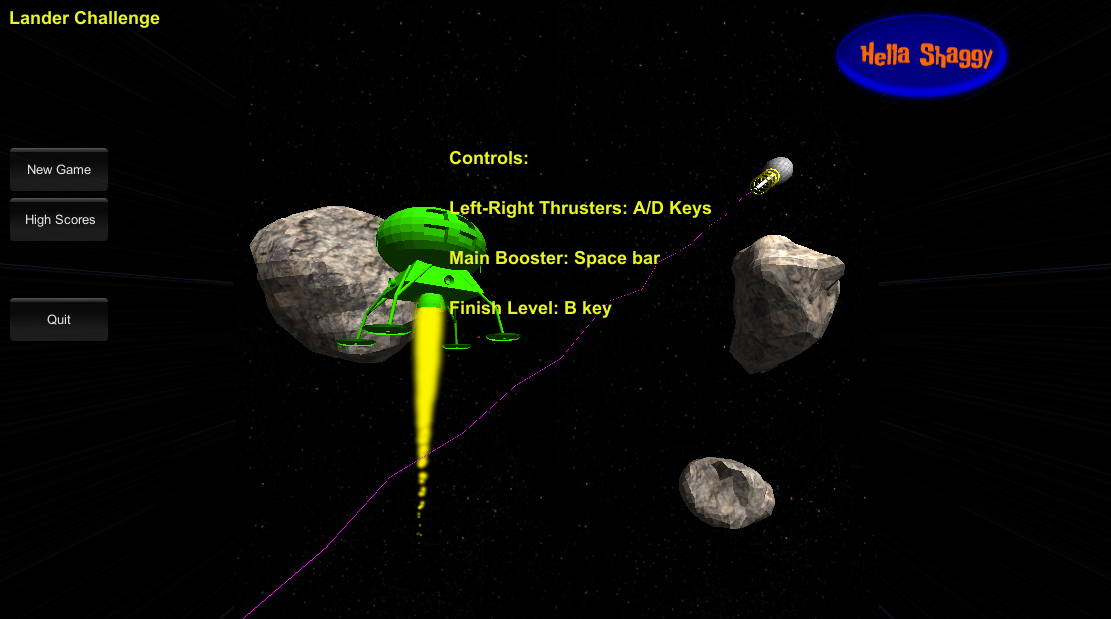 Lander Challenge
Hella Shaggy
New Game
High Scores
Quit
Controls:
Left-Right Thrusters: A/D Keys
Main Booster: Space bar
Finish Level: B key